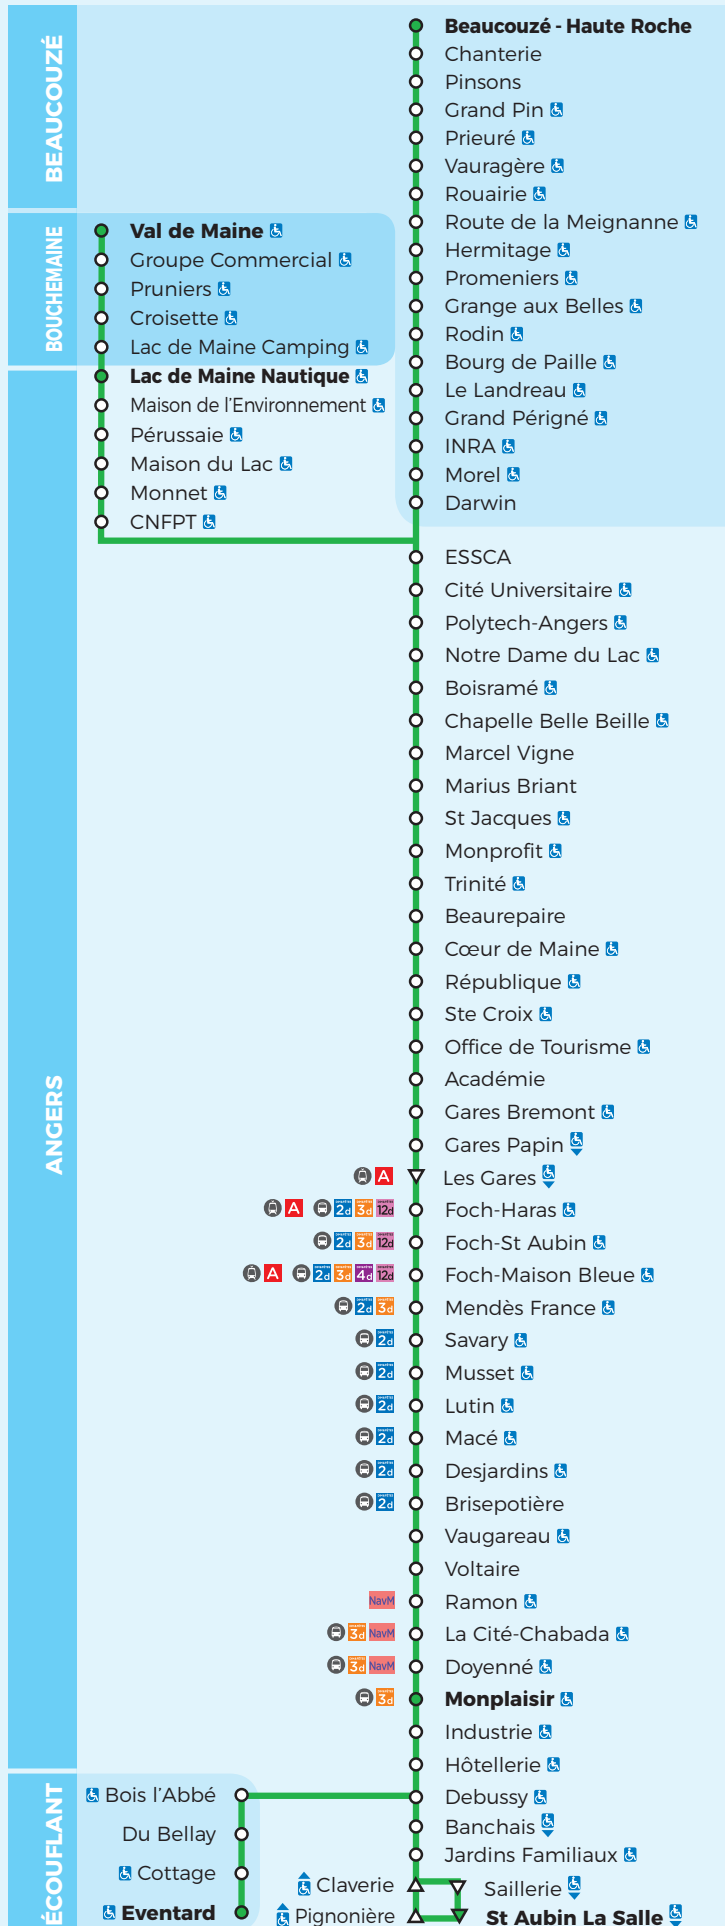 BEAUCOUZÉ
Beaucouzé - Haute Roche
Chanterie
Pinsons
Grand Pin
Prieuré
Vauragère
Rouairie
Route de la Meignanne
Hermitage
Promeniers
Grange aux Belles
Rodin
Bourg de Paille
Le Landreau
Grand Périgné
INRA
Morel
Darwin
BOUCHEMAINE
Val de Maine
Groupe Commercial
Pruniers
Croisette
Lac de Maine Camping
Lac de Maine Nautique
Maison de l'Environnement
Pérussaie
Maison du Lac
Monnet
CNFPT
ANGERS
ESSCA
Cité Universitaire
Polytech-Angers
Notre Dame du Lac
Boisramé
Chapelle Belle Beille
Marcel Vigne
Marius Briant
St Jacques
Monprofit
Trinité
Beaurepaire
Cœur de Maine
République
Ste Croix
Office de Tourisme
Académie
Gares Bremont
Gares Papin
A Les Gares
A 2d 3d 12d Foch-Haras
2d 3d 12d Foch-St Aubin
A 2d 3d 4d 12d Foch-Maison Bleue
2d 3d Mendès France
2d Savary
2d Musset
2d Lutin
2d Macé
2d Desjardins
2d Brisepotière
Vaugareau
Voltaire
NavM Ramon
3d NavM La Cité-Chabada
3d NavM Doyenné
3d Monplaisir
Industrie
Hôtellerie
Debussy
Banchais
Jardins Familiaux
Claverie Saillerie
Pignonière St Aubin La Salle
ÉCOUFLANT
Bois l'Abbé
Du Bellay
Cottage
Eventard